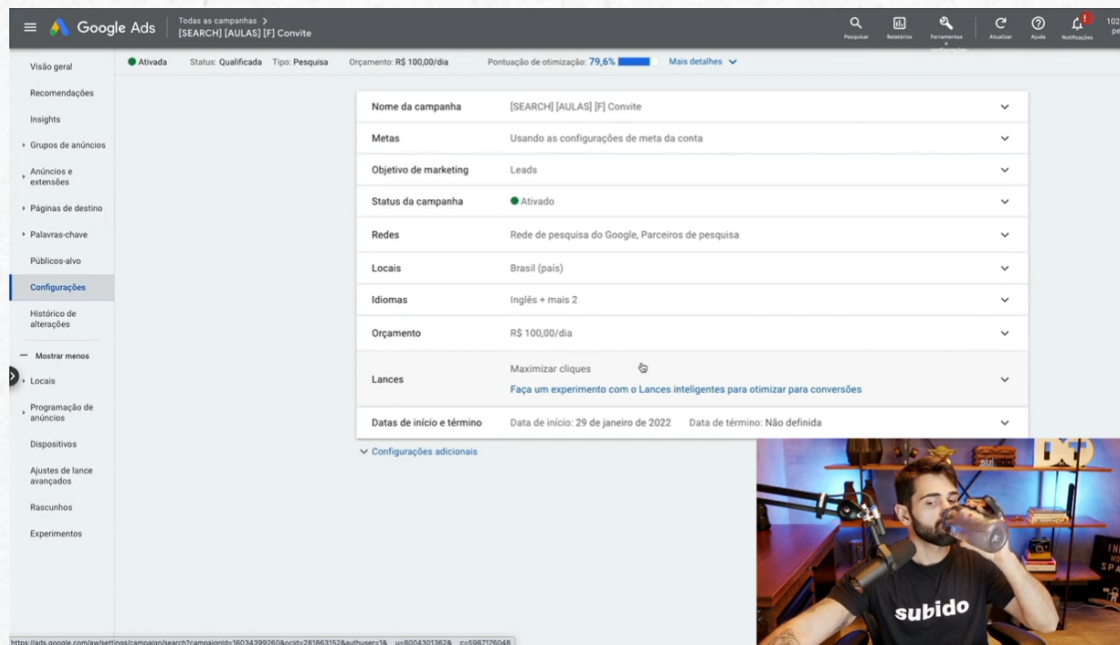 Google Ads
Todas as campanhas >
[SEARCH] [AULAS] [F] Convite
Pesquisar
Relatórios
Ferramentas
Atualizar
Ajuda
Notificações
Ativada Status: Qualificada Tipo: Pesquisa Orçamento: R$ 100,00/dia Pontuação de otimização: 79,6% Mais detalhes
Visão geral
Recomendações
Insights
Grupos de anúncios
Anúncios e
extensões
Páginas de destino
Palavras-chave
Públicos-alvo
Configurações
Histórico de
alterações
Mostrar menos
Locais
Programação de
anúncios
Dispositivos
Ajustes de lance
avançados
Rascunhos
Experimentos
Nome da campanha [SEARCH] [AULAS] [F] Convite
Metas Usando as configurações de meta da conta
Objetivo de marketing Leads
Status da campanha Ativado
Redes Rede de pesquisa do Google, Parceiros de pesquisa
Locais Brasil (país)
Idiomas Inglês + mais 2
Orçamento R$ 100,00/dia
Lances Maximizar cliques
Faça um experimento com o Lances inteligentes para otimizar para conversões
Datas de início e término Data de início: 29 de janeiro de 2022 Data de término: Não definida
Configurações adicionais
subido